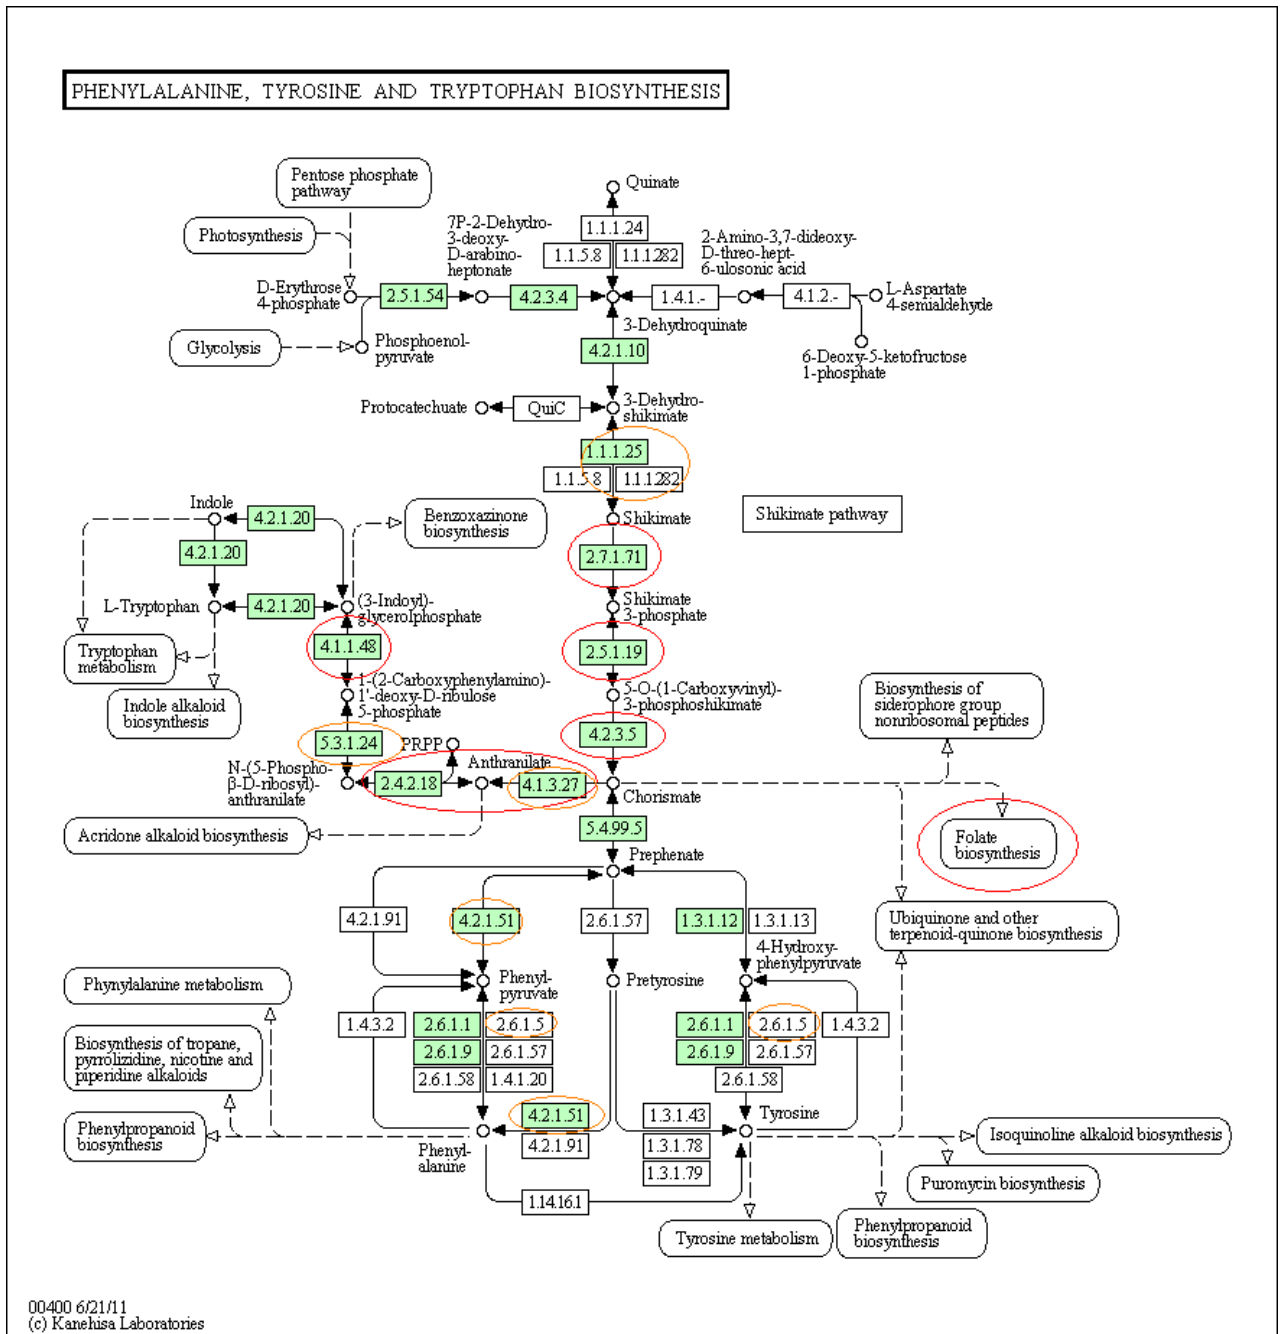 PHENYLALANINE, TYROSINE AND TRYPTOPHAN BIOSYNTHESIS
Pentose phosphate
pathway
Photosynthesis
Quinate
1.1.1.24
1.1.5.8
1.1.1.282
7P-2-Dehydro-
3-deoxy-
D-arabino-
heptonate
2-Amino-3,7-dideoxy-
D-threo-hept-
6-ulosonic acid
D-Erythrose
4-phosphate
2.5.1.54
4.2.3.4
1.4.1.-
4.1.2.-
L-Aspartate
4-semialdehyde
3-Dehydroquinate
Glycolysis
Phosphoenol-
pyruvate
4.2.1.10
6-Deoxy-5-ketofructose
1-phosphate
Protocatechuate
QuiC
3-Dehydro-
shikimate
1.1.1.25
1.1.5.8
1.1.1.282
Indole
4.2.1.20
Benzoxazinone
biosynthesis
Shikimate
Shikimate pathway
4.2.1.20
2.7.1.71
L-Tryptophan
4.2.1.20
(3-Indoyl)-
glycerolphosphate
Shikimate
3-phosphate
Tryptophan
metabolism
4.1.1.48
2.5.1.19
Indole alkaloid
biosynthesis
1-(2-Carboxyphenylamino)-
1'-deoxy-D-ribulose
5-phosphate
5-O-(1-Carboxyvinyl)-
3-phosphoshikimate
Biosynthesis of
siderophore group
nonribosomal peptides
5.3.1.24
PRPP
4.2.3.5
N-(5-Phospho-
β-D-ribosyl)-
anthranilate
2.4.2.18
Anthranilate
4.1.3.27
Chorismate
Acridone alkaloid biosynthesis
5.4.99.5
Folate
biosynthesis
Prephenate
4.2.1.91
4.2.1.51
2.6.1.57
1.3.1.12
1.3.1.13
Ubiquinone and other
terpenoid-quinone biosynthesis
4-Hydroxy-
phenylpyruvate
Phynylalanine metabolism
Phenyl-
pyruvate
Pretyrosine
1.4.3.2
2.6.1.1
2.6.1.5
2.6.1.1
2.6.1.5
1.4.3.2
Biosynthesis of tropane,
pyrrolizidine, nicotine and
piperidine alkaloids
2.6.1.9
2.6.1.57
2.6.1.9
2.6.1.57
2.6.1.58
1.4.1.20
2.6.1.58
Phenylpropanoid
biosynthesis
4.2.1.51
4.2.1.91
1.3.1.43
1.3.1.78
1.3.1.79
Tyrosine
Phenyl-
alanine
Isoquinoline alkaloid biosynthesis
Puromycin biosynthesis
1.14.16.1
Tyrosine metabolism
Phenylpropanoid
biosynthesis
00400 6/21/11
(c) Kanehisa Laboratories